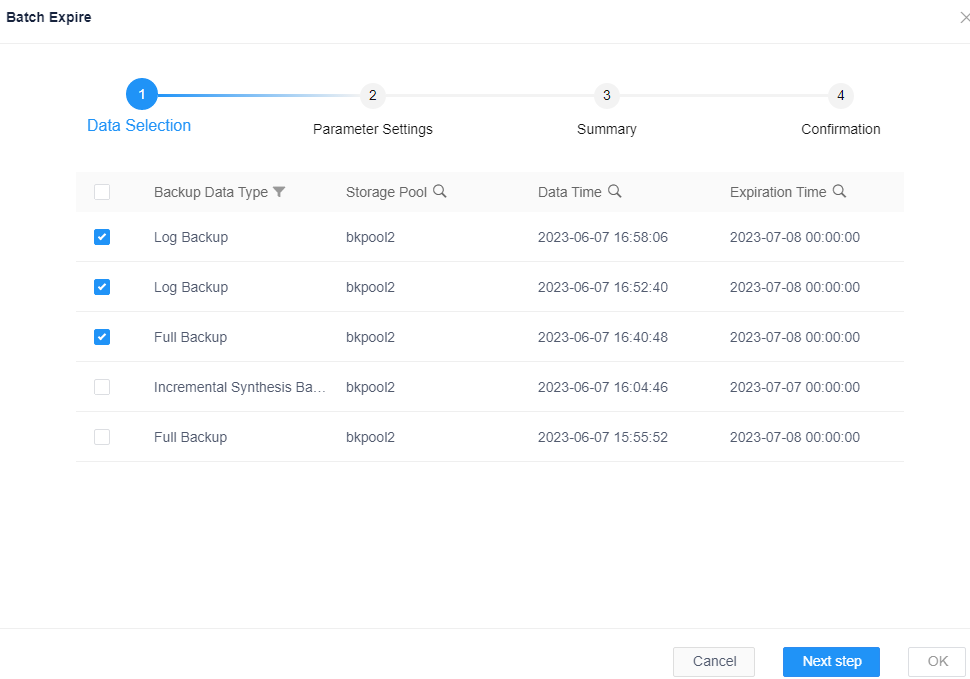 Batch Expire
1 2 3 4
Data Selection Parameter Settings Summary Confirmation
Backup Data Type Storage Pool Data Time Expiration Time
Log Backup bkpool2 2023-06-07 16:58:06 2023-07-08 00:00:00
Log Backup bkpool2 2023-06-07 16:52:40 2023-07-08 00:00:00
Full Backup bkpool2 2023-06-07 16:40:48 2023-07-08 00:00:00
Incremental Synthesis Ba... bkpool2 2023-06-07 16:04:46 2023-07-07 00:00:00
Full Backup bkpool2 2023-06-07 15:55:52 2023-07-08 00:00:00
Cancel Next step OK